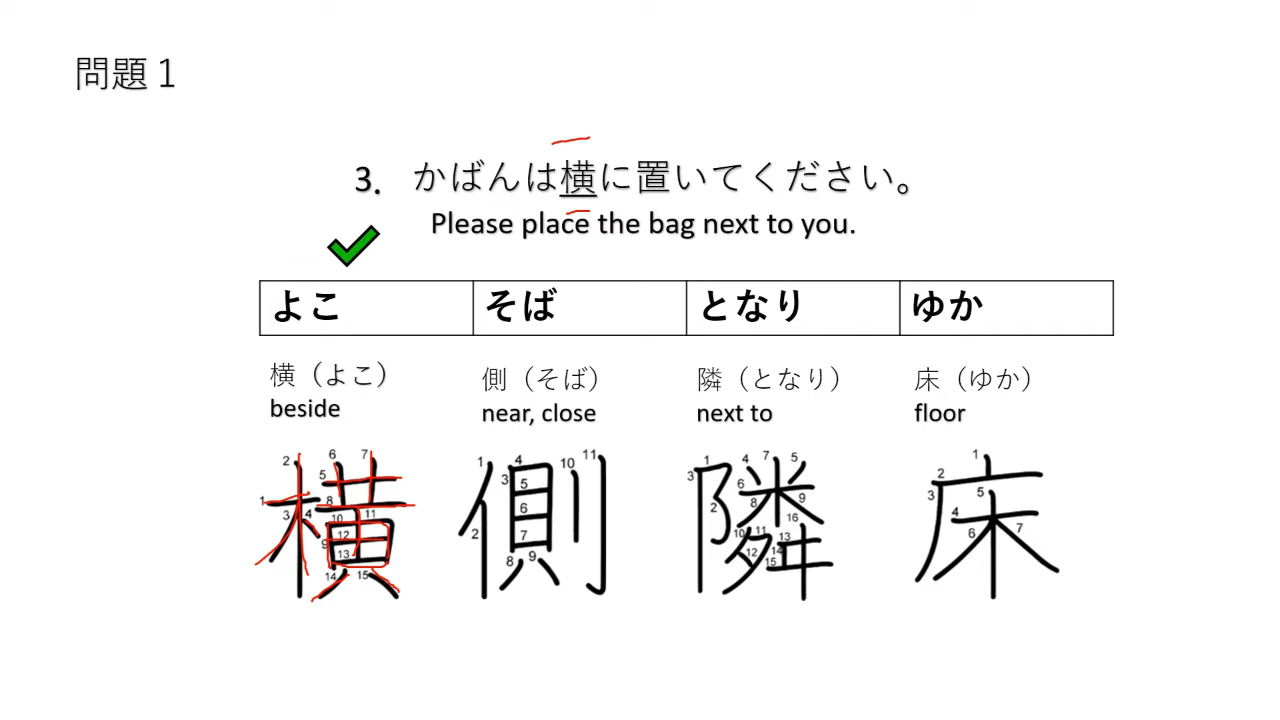 問題１
3. かばんは横に置いてください。
Please place the bag next to you.
よこ そば となり ゆか
横（よこ） 側（そば） 隣（となり） 床（ゆか）
beside near, close next to floor
横 側 隣 床